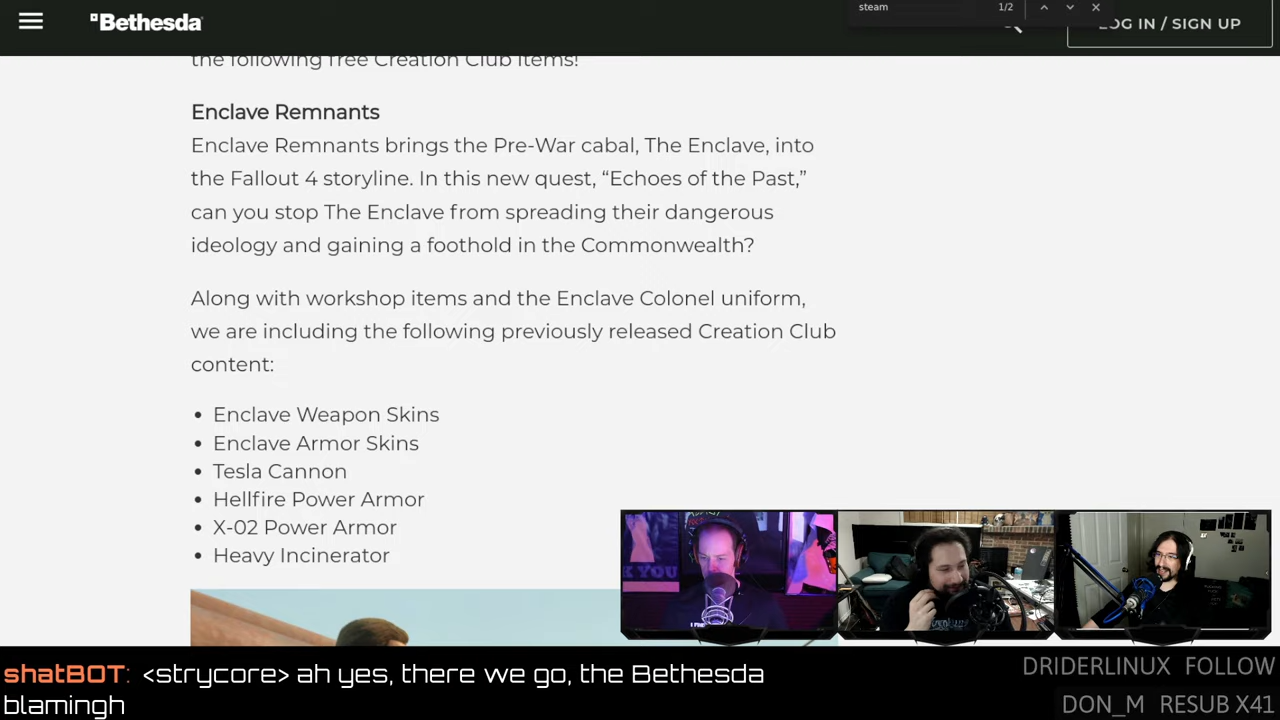 Bethesda
steam 1/2
LOG IN / SIGN UP
the following free Creation Club items!
Enclave Remnants
Enclave Remnants brings the Pre-War cabal, The Enclave, into
the Fallout 4 storyline. In this new quest, “Echoes of the Past,”
can you stop The Enclave from spreading their dangerous
ideology and gaining a foothold in the Commonwealth?
Along with workshop items and the Enclave Colonel uniform,
we are including the following previously released Creation Club
content:
• Enclave Weapon Skins
• Enclave Armor Skins
• Tesla Cannon
• Hellfire Power Armor
• X-02 Power Armor
• Heavy Incinerator
shatBOT: <strycore> ah yes, there we go, the Bethesda
blamingh
DRIDERLINUX FOLLOW
DON_M RESUB X41